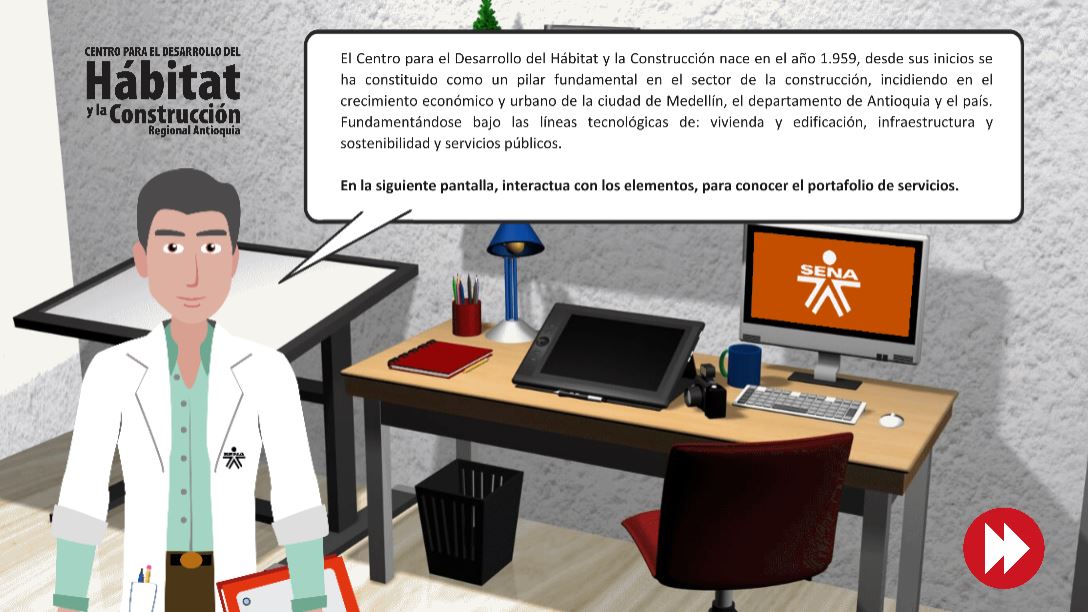 CENTRO PARA EL DESARROLLO DEL
Hábitat
y la Construcción
Regional Antioquia
El Centro para el Desarrollo del Hábitat y la Construcción nace en el año 1.959, desde sus inicios se
ha constituido como un pilar fundamental en el sector de la construcción, incidiendo en el
crecimiento económico y urbano de la ciudad de Medellín, el departamento de Antioquia y el país.
Fundamentándose bajo las líneas tecnológicas de: vivienda y edificación, infraestructura y
sostenibilidad y servicios públicos.
En la siguiente pantalla, interactua con los elementos, para conocer el portafolio de servicios.
SENA
SENA